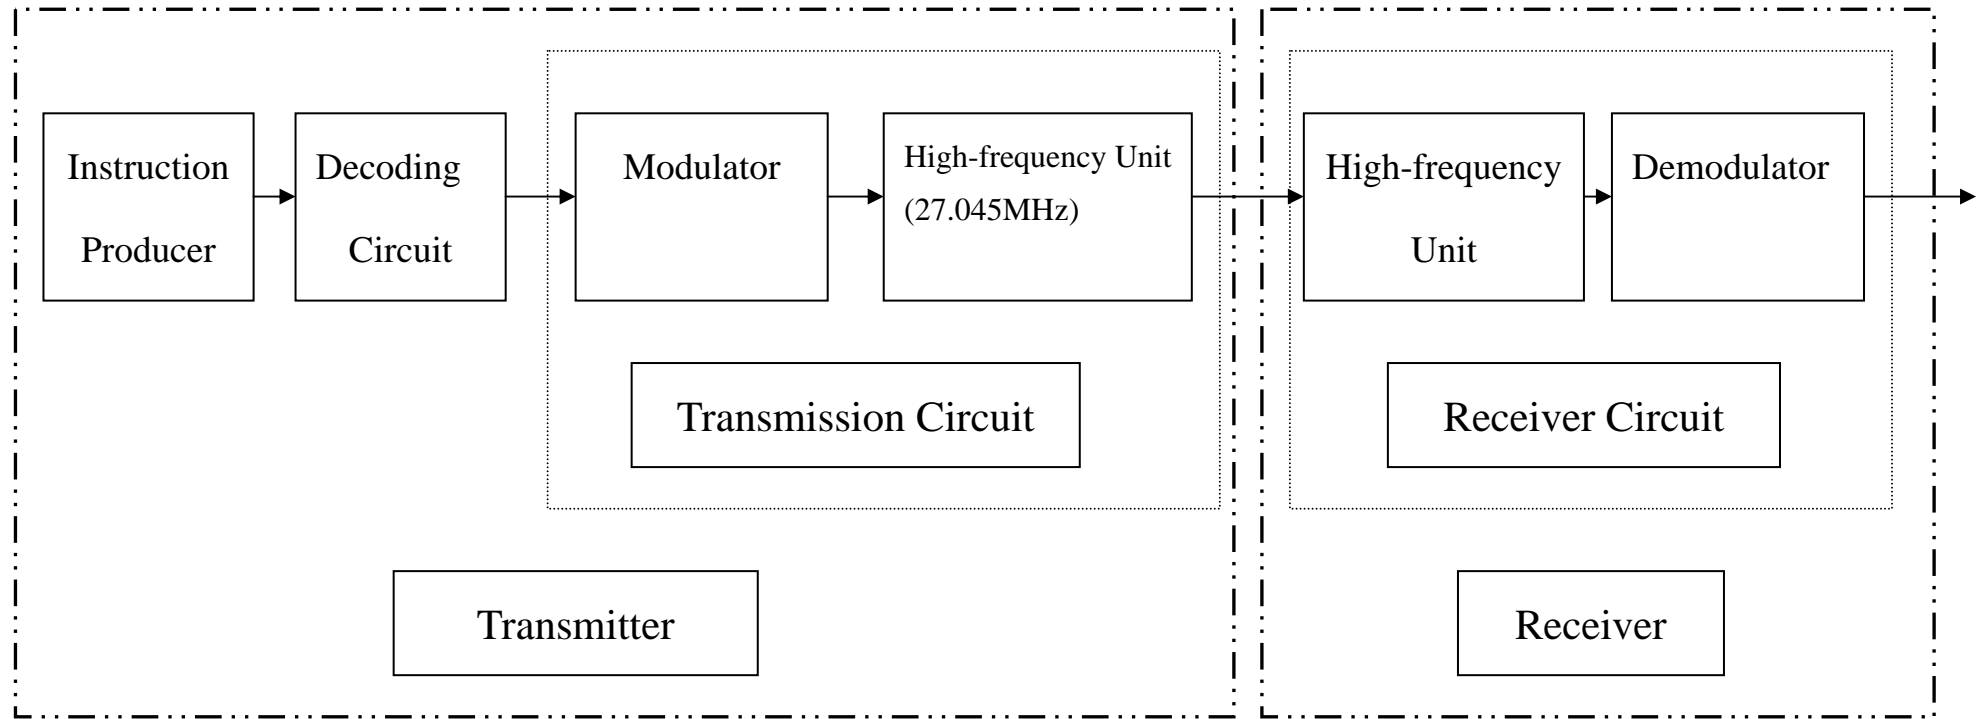 Instruction
Producer
Decoding
Circuit
Modulator
High-frequency Unit
(27.045MHz)
High-frequency
Unit
Demodulator
Transmission Circuit
Receiver Circuit
Transmitter
Receiver